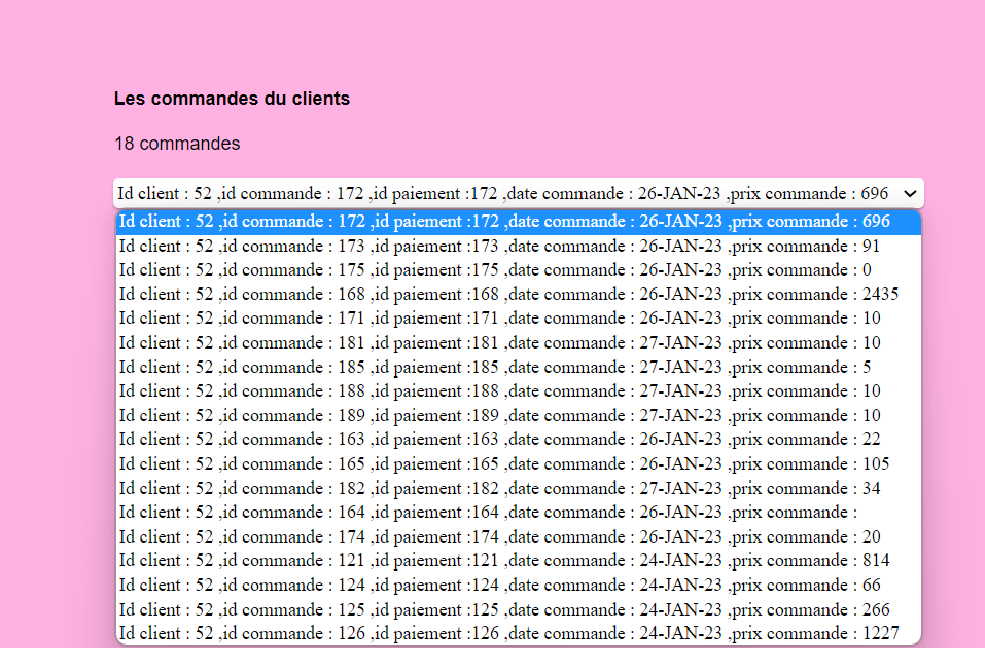 Les commandes du clients
18 commandes
Id client : 52 ,id commande : 172 ,id paiement :172 ,date commande : 26-JAN-23 ,prix commande : 696
Id client : 52 ,id commande : 172 ,id paiement :172 ,date commande : 26-JAN-23 ,prix commande : 696
Id client : 52 ,id commande : 173 ,id paiement :173 ,date commande : 26-JAN-23 ,prix commande : 91
Id client : 52 ,id commande : 175 ,id paiement :175 ,date commande : 26-JAN-23 ,prix commande : 0
Id client : 52 ,id commande : 168 ,id paiement :168 ,date commande : 26-JAN-23 ,prix commande : 2435
Id client : 52 ,id commande : 171 ,id paiement :171 ,date commande : 26-JAN-23 ,prix commande : 10
Id client : 52 ,id commande : 181 ,id paiement :181 ,date commande : 27-JAN-23 ,prix commande : 10
Id client : 52 ,id commande : 185 ,id paiement :185 ,date commande : 27-JAN-23 ,prix commande : 5
Id client : 52 ,id commande : 188 ,id paiement :188 ,date commande : 27-JAN-23 ,prix commande : 10
Id client : 52 ,id commande : 189 ,id paiement :189 ,date commande : 27-JAN-23 ,prix commande : 10
Id client : 52 ,id commande : 163 ,id paiement :163 ,date commande : 26-JAN-23 ,prix commande : 22
Id client : 52 ,id commande : 165 ,id paiement :165 ,date commande : 26-JAN-23 ,prix commande : 105
Id client : 52 ,id commande : 182 ,id paiement :182 ,date commande : 27-JAN-23 ,prix commande : 34
Id client : 52 ,id commande : 164 ,id paiement :164 ,date commande : 26-JAN-23 ,prix commande :
Id client : 52 ,id commande : 174 ,id paiement :174 ,date commande : 26-JAN-23 ,prix commande : 20
Id client : 52 ,id commande : 121 ,id paiement :121 ,date commande : 24-JAN-23 ,prix commande : 814
Id client : 52 ,id commande : 124 ,id paiement :124 ,date commande : 24-JAN-23 ,prix commande : 66
Id client : 52 ,id commande : 125 ,id paiement :125 ,date commande : 24-JAN-23 ,prix commande : 266
Id client : 52 ,id commande : 126 ,id paiement :126 ,date commande : 24-JAN-23 ,prix commande : 1227